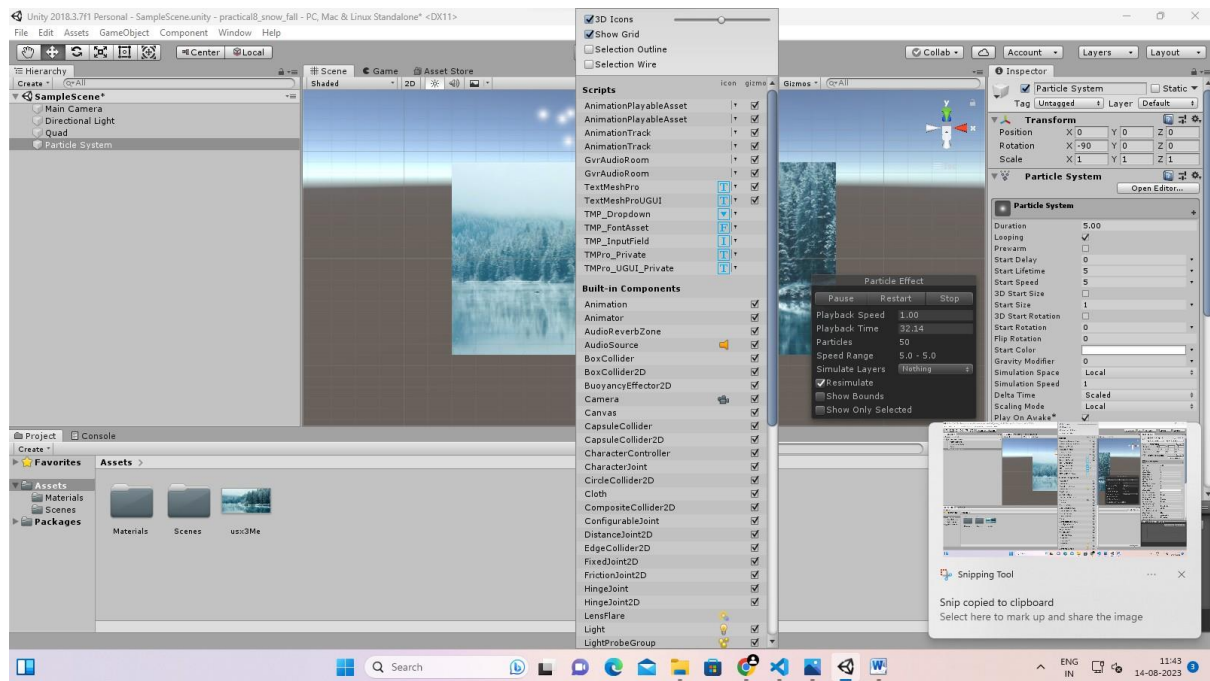 Unity 2018.3.7f1 Personal - SampleScene.unity - practical8_snow_fall - PC, Mac & Linux Standalone* <DX11>
File Edit Assets GameObject Component Window Help
Center Local
Collab Account Layers Layout
Hierarchy
Create All
SampleScene*
Main Camera
Directional Light
Quad
Particle System
Scene Game Asset Store
Shaded 2D
Gizmos All
3D Icons
Show Grid
Selection Outline
Selection Wire
Scripts icon gizmo
AnimationPlayableAsset
AnimationPlayableAsset
AnimationTrack
AnimationTrack
GvrAudioRoom
GvrAudioRoom
TextMeshPro
TextMeshProUGUI
TMP_Dropdown
TMP_FontAsset
TMP_InputField
TMPro_Private
TMPro_UGUI_Private
Built-in Components
Animation
Animator
AudioReverbZone
AudioSource
BoxCollider
BoxCollider2D
BuoyancyEffector2D
Camera
Canvas
CapsuleCollider
CapsuleCollider2D
CharacterController
CharacterJoint
CircleCollider2D
Cloth
CompositeCollider2D
ConfigurableJoint
DistanceJoint2D
EdgeCollider2D
FixedJoint2D
FrictionJoint2D
HingeJoint
HingeJoint2D
LensFlare
Light
LightProbeGroup
y
x
Particle Effect
Pause Restart Stop
Playback Speed 1.00
Playback Time 32.14
Particles 50
Speed Range 5.0 - 5.0
Simulate Layers Nothing
Resimulate
Show Bounds
Show Only Selected
Inspector
Particle System Static
Tag Untagged Layer Default
Transform
Position X 0 Y 0 Z 0
Rotation X -90 Y 0 Z 0
Scale X 1 Y 1 Z 1
Particle System
Open Editor...
Particle System
Duration 5.00
Looping
Prewarm
Start Delay 0
Start Lifetime 5
Start Speed 5
3D Start Size
Start Size 1
3D Start Rotation
Start Rotation 0
Flip Rotation 0
Start Color
Gravity Modifier 0
Simulation Space Local
Simulation Speed 1
Delta Time Scaled
Scaling Mode Local
Play On Awake*
Project Console
Create
Favorites
Assets
Materials
Scenes
Packages
Assets >
Materials Scenes usx3Me
Snipping Tool
Snip copied to clipboard
Select here to mark up and share the image
Search
ENG
IN
11:43
14-08-2023
3